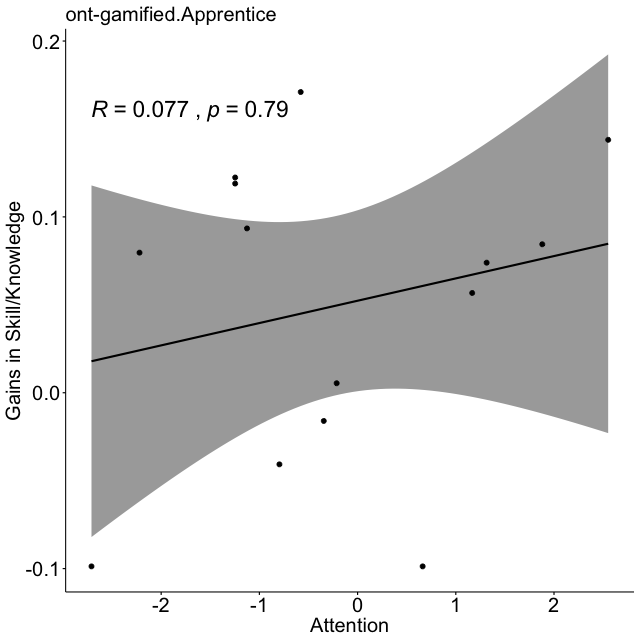 ont-gamified.Apprentice
0.2
R = 0.077 , p = 0.79
0.1
Gains in Skill/Knowledge
0.0
-0.1
-2 -1 0 1 2
Attention